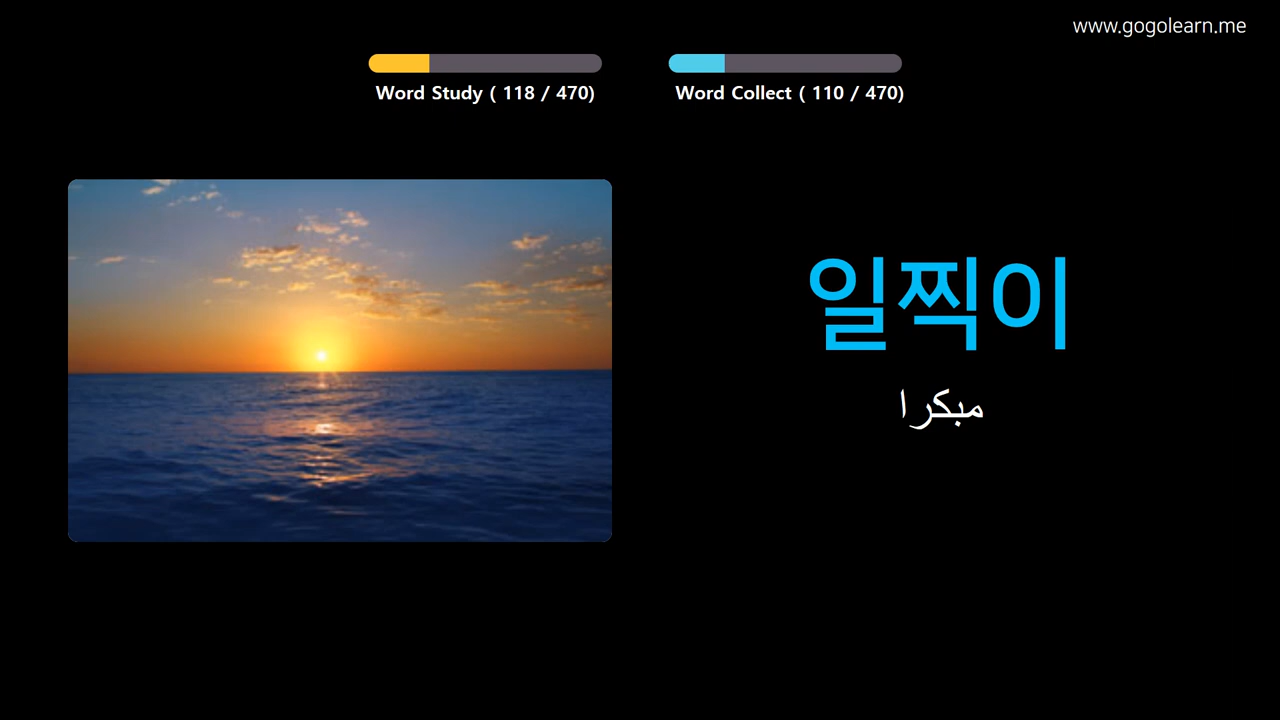 www.gogolearn.me
Word Study ( 118 / 470)
Word Collect ( 110 / 470)
일찍이
مبكرا